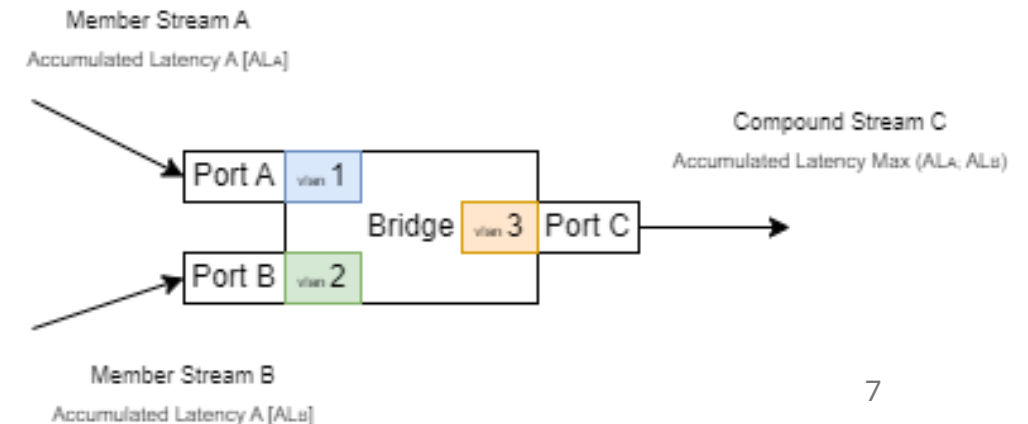 Member Stream A
Accumulated Latency A [ALA]
Compound Stream C
Accumulated Latency Max (ALA; ALB)
Port A
vlan 1
Bridge
vlan 3
Port C
Port B
vlan 2
Member Stream B
Accumulated Latency A [ALB]
7